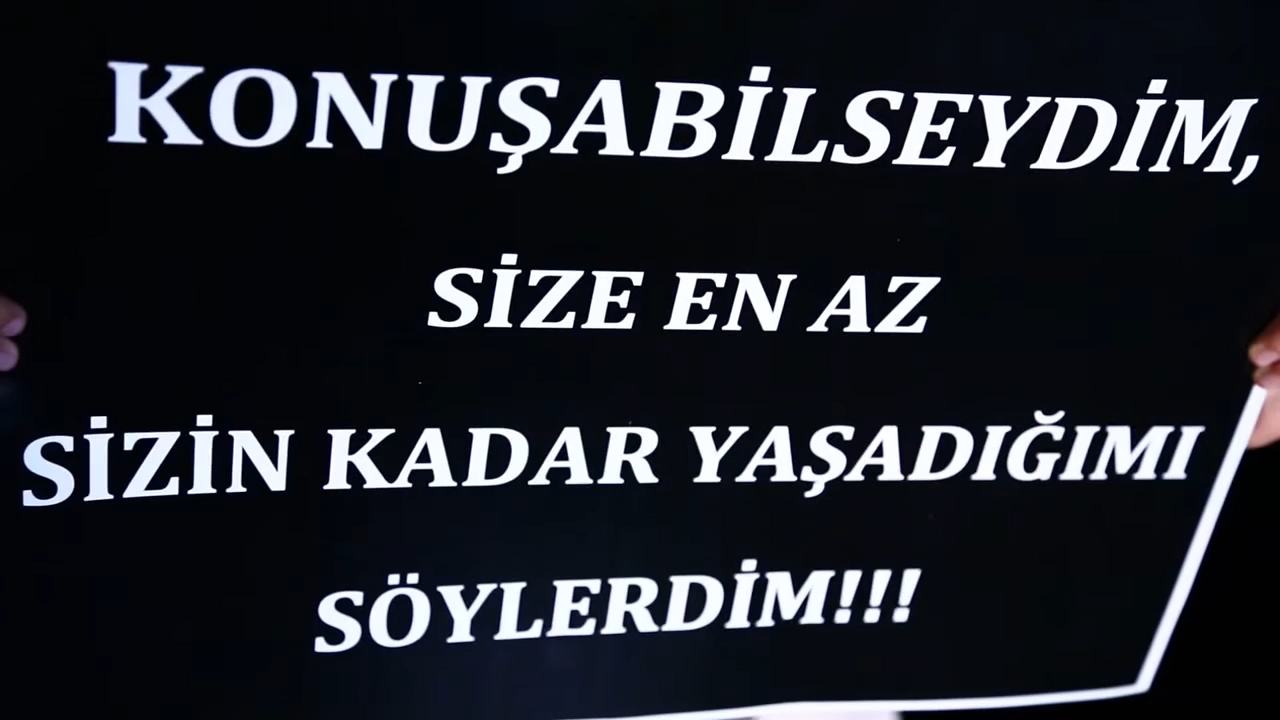 KONUŞABİLSEYDİM,
SİZE EN AZ
SİZİN KADAR YAŞADIĞIMI
SÖYLERDİM!!!